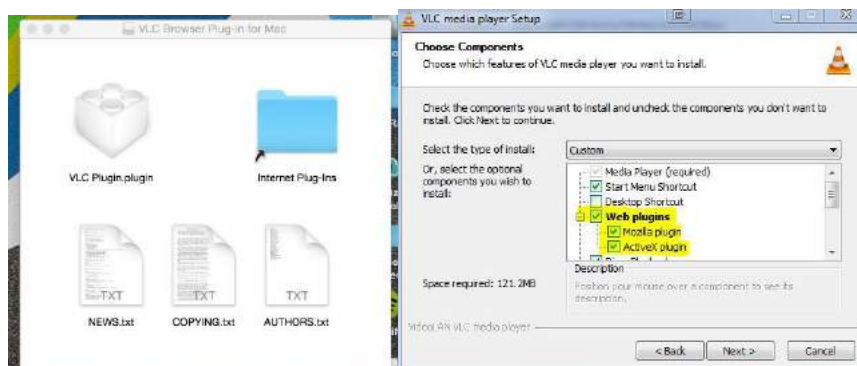 VLC Browser Plug-in for Mac
VLC Plugin.plugin
Internet Plug-Ins
TXT
TXT
TXT
NEWS.txt
COPYING.txt
AUTHORS.txt
VLC media player Setup
Choose Components
Choose which features of VLC media player you want to install.
Check the components you want to install and uncheck the components you don't want to
install. Click Next to continue.
Select the type of install:
Custom
Or, select the optional
components you wish to
install:
Media Player (required)
Start Menu Shortcut
Desktop Shortcut
Web plugins
Mozilla plugin
ActiveX plugin
Space required: 121.2MB
Description
Position your mouse over a component to see its
description.
VideoLAN VLC media player
< Back
Next >
Cancel